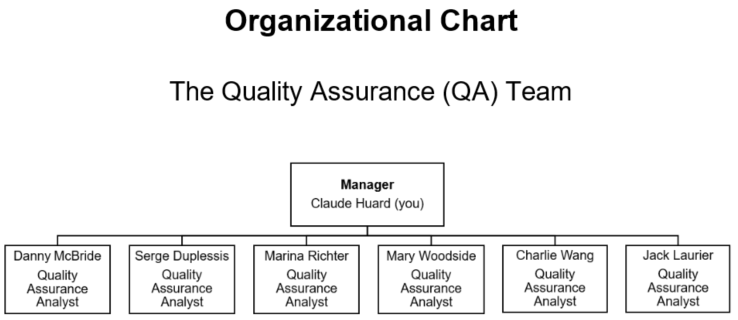 Organizational Chart
The Quality Assurance (QA) Team
Manager
Claude Huard (you)
Danny McBride
Quality
Assurance
Analyst
Serge Duplessis
Quality
Assurance
Analyst
Marina Richter
Quality
Assurance
Analyst
Mary Woodside
Quality
Assurance
Analyst
Charlie Wang
Quality
Assurance
Analyst
Jack Laurier
Quality
Assurance
Analyst